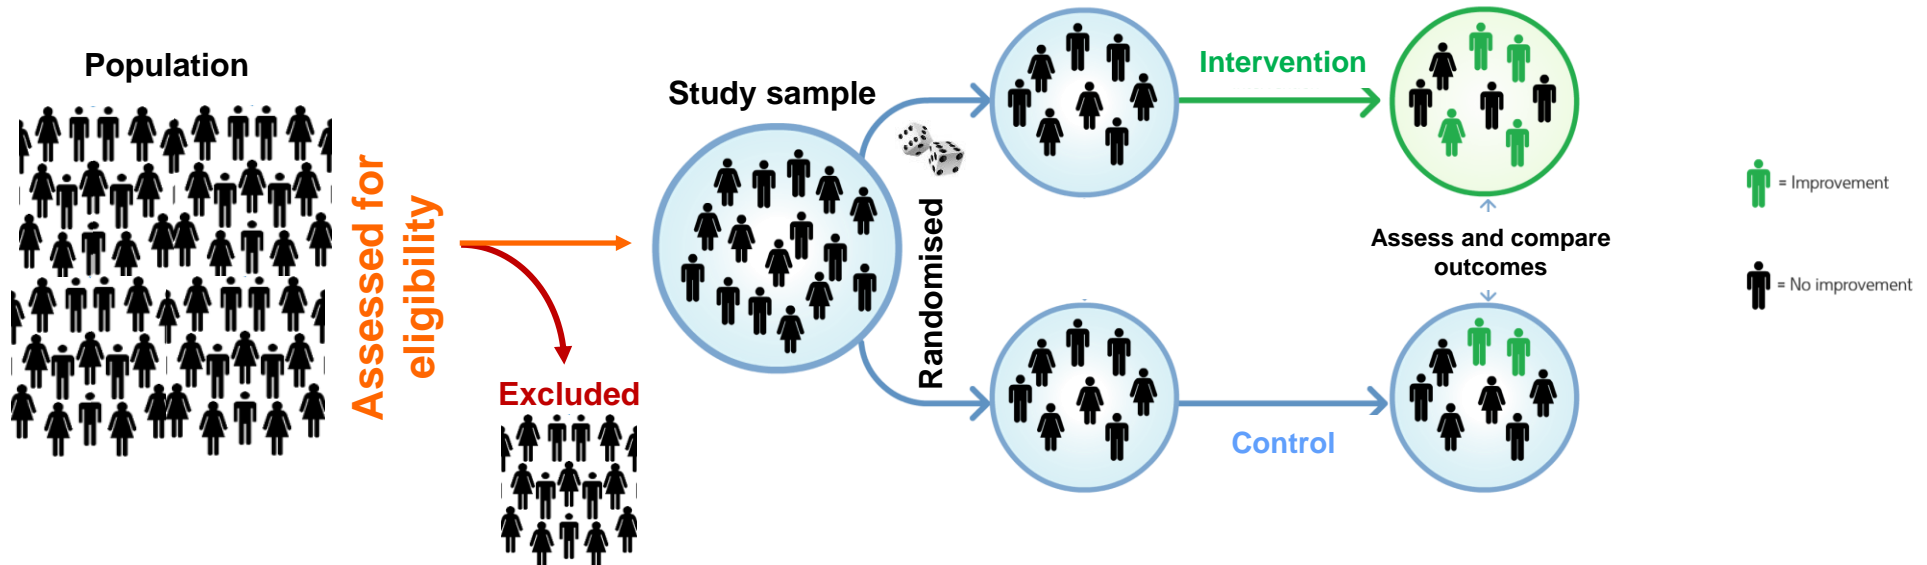 Population
Assessed for
eligibility
Excluded
Study sample
Randomised
Intervention
Control
Assess and compare
outcomes
= Improvement
= No improvement